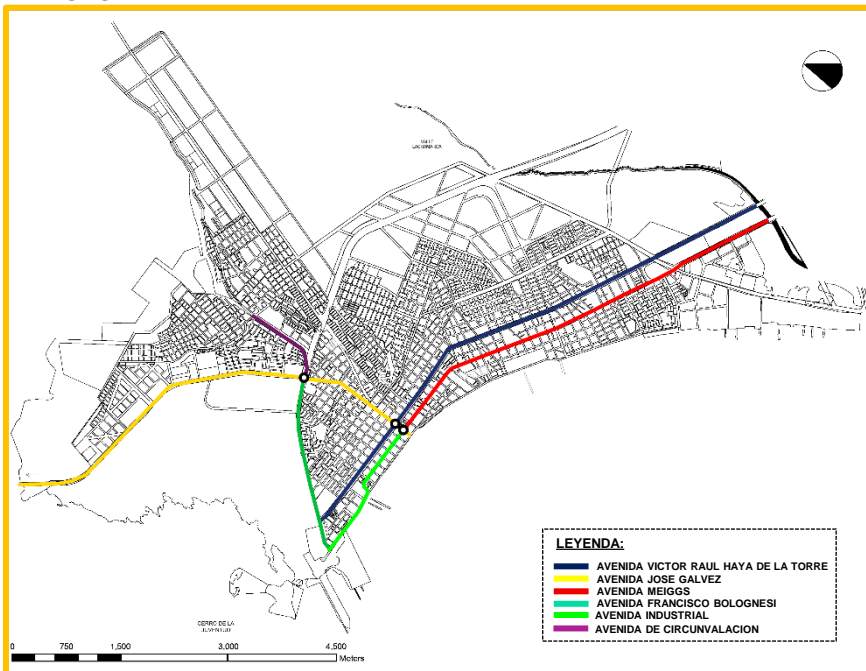 CERRO DE LA
JUVENTUD
0 750 1,500 3,000 4,500
Meters
LEYENDA:
AVENIDA VICTOR RAUL HAYA DE LA TORRE
AVENIDA JOSE GALVEZ
AVENIDA MEIGGS
AVENIDA FRANCISCO BOLOGNESI
AVENIDA INDUSTRIAL
AVENIDA DE CIRCUNVALACION